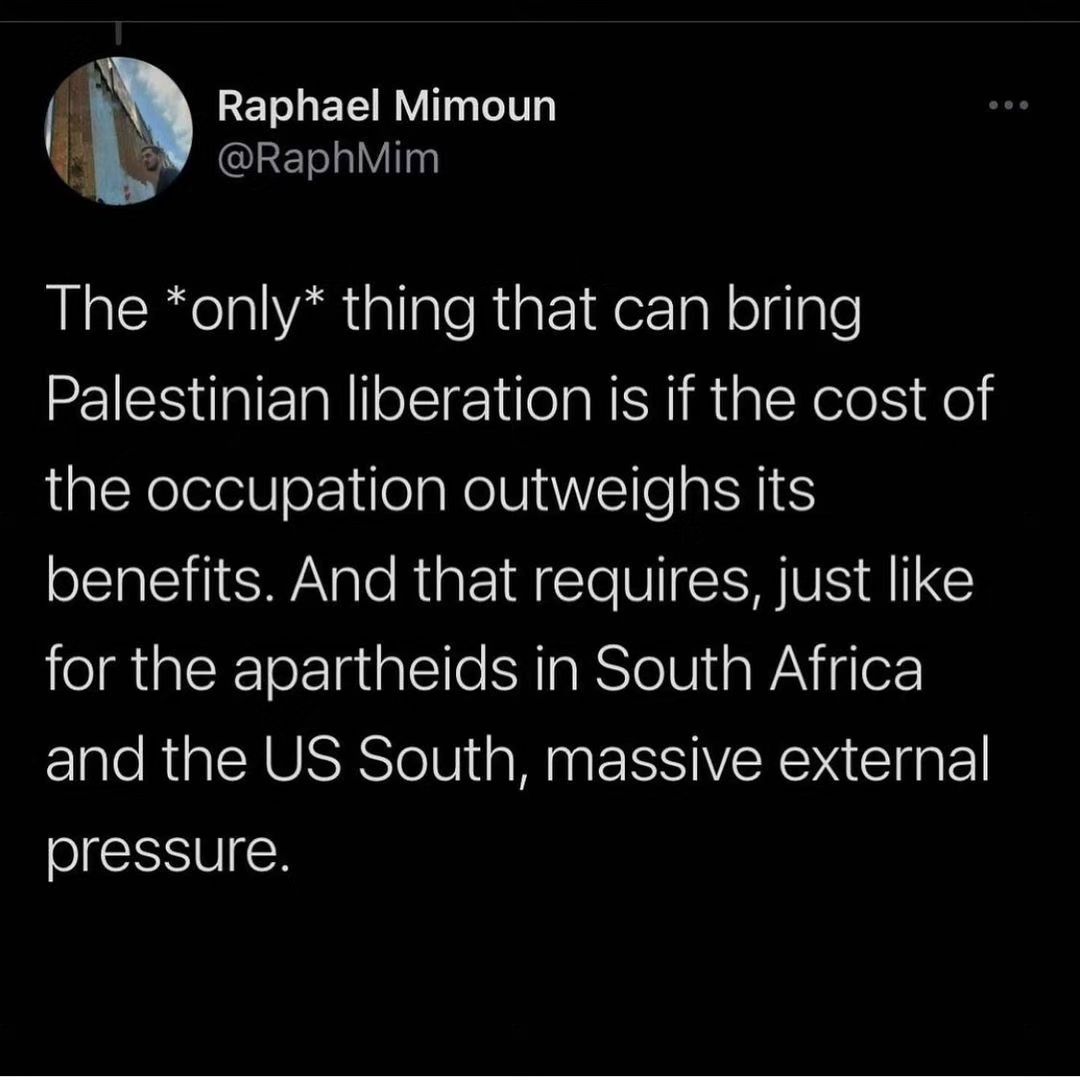 Raphael Mimoun
@RaphMim
The *only* thing that can bring
Palestinian liberation is if the cost of
the occupation outweighs its
benefits. And that requires, just like
for the apartheids in South Africa
and the US South, massive external
pressure.